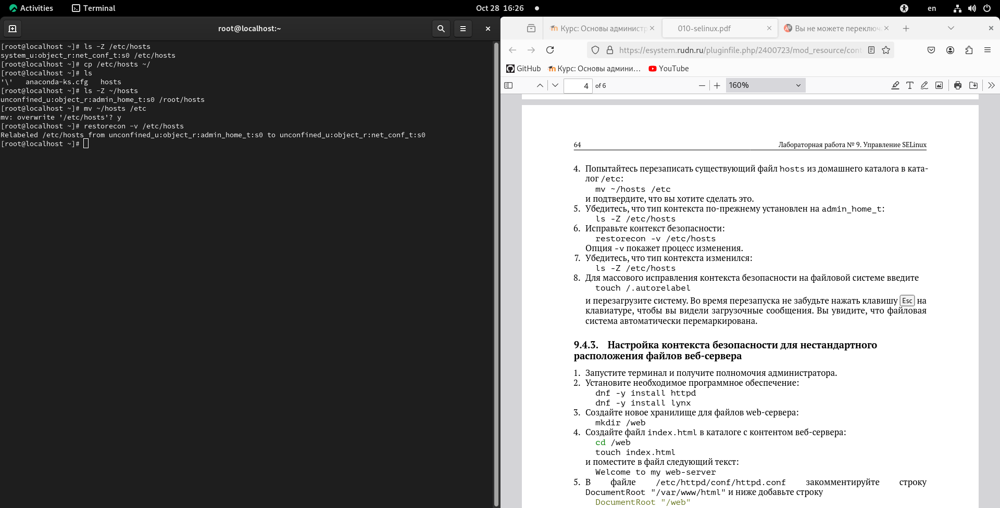 Activities Terminal Oct 28 16:26 en
root@localhost:~
[root@localhost ~]# ls -Z /etc/hosts
system_u:object_r:net_conf_t:s0 /etc/hosts
[root@localhost ~]# cp /etc/hosts ~/
[root@localhost ~]# ls
'\' anaconda-ks.cfg hosts
[root@localhost ~]# ls -Z ~/hosts
unconfined_u:object_r:admin_home_t:s0 /root/hosts
[root@localhost ~]# mv ~/hosts /etc
mv: overwrite '/etc/hosts'? y
[root@localhost ~]# restorecon -v /etc/hosts
Relabeled /etc/hosts from unconfined_u:object_r:admin_home_t:s0 to unconfined_u:object_r:net_conf_t:s0
[root@localhost ~]#
Курс: Основы администр 010-selinux.pdf Вы не можете переключ
https://esystem.rudn.ru/pluginfile.php/2400723/mod_resource/cont
GitHub Курс: Основы админи… YouTube
4 of 6 160%
64 Лабораторная работа № 9. Управление SELinux
4. Попытайтесь перезаписать существующий файл hosts из домашнего каталога в ката-
лог /etc:
mv ~/hosts /etc
и подтвердите, что вы хотите сделать это.
5. Убедитесь, что тип контекста по-прежнему установлен на admin_home_t:
ls -Z /etc/hosts
6. Исправьте контекст безопасности:
restorecon -v /etc/hosts
Опция -v покажет процесс изменения.
7. Убедитесь, что тип контекста изменился:
ls -Z /etc/hosts
8. Для массового исправления контекста безопасности на файловой системе введите
touch /.autorelabel
и перезагрузите систему. Во время перезапуска не забудьте нажать клавишу Esc на
клавиатуре, чтобы вы видели загрузочные сообщения. Вы увидите, что файловая
система автоматически перемаркирована.
9.4.3. Настройка контекста безопасности для нестандартного
расположения файлов веб-сервера
1. Запустите терминал и получите полномочия администратора.
2. Установите необходимое программное обеспечение:
dnf -y install httpd
dnf -y install lynx
3. Создайте новое хранилище для файлов web-сервера:
mkdir /web
4. Создайте файл index.html в каталоге с контентом веб-сервера:
cd /web
touch index.html
и поместите в файл следующий текст:
Welcome to my web-server
5. В файле /etc/httpd/conf/httpd.conf закомментируйте строку
DocumentRoot "/var/www/html" и ниже добавьте строку
DocumentRoot "/web"